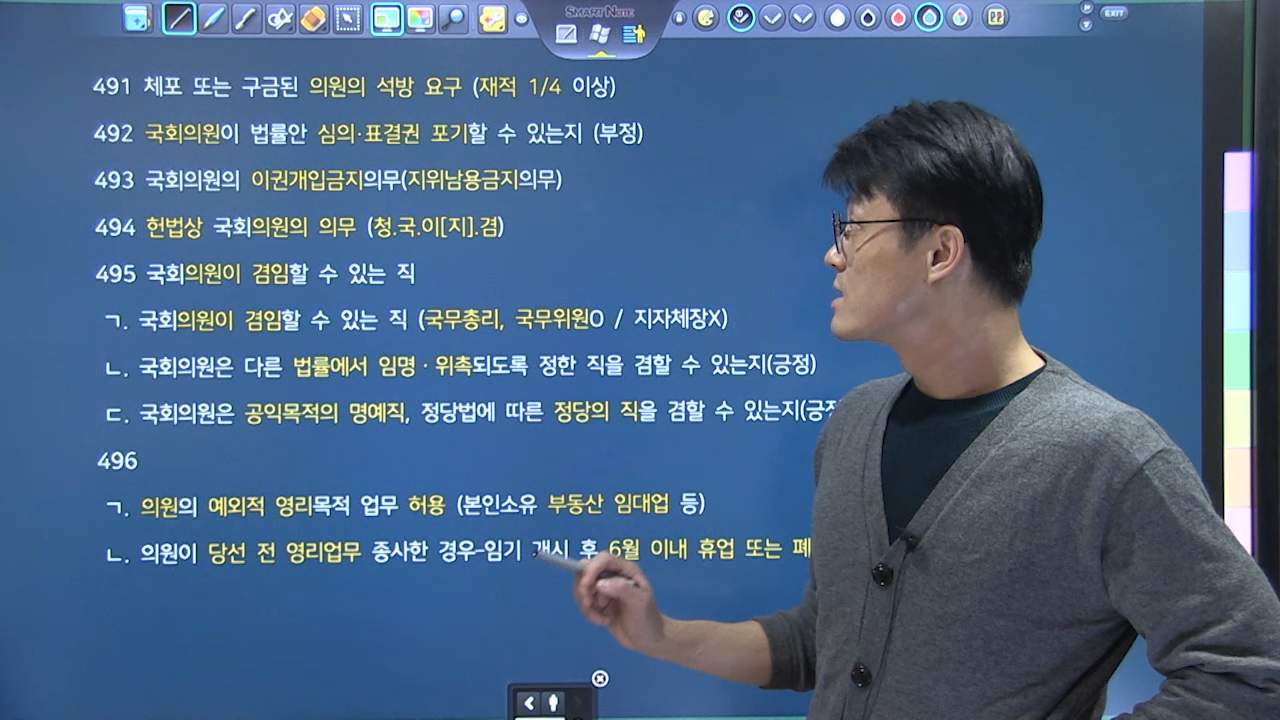 SMART NOTE
EXIT
491 체포 또는 구금된 의원의 석방 요구 (재적 1/4 이상)
492 국회의원이 법률안 심의·표결권 포기할 수 있는지 (부정)
493 국회의원의 이권개입금지의무(지위남용금지의무)
494 헌법상 국회의원의 의무 (청.국.이[지].겸)
495 국회의원이 겸임할 수 있는 직
ㄱ. 국회의원이 겸임할 수 있는 직 (국무총리, 국무위원O / 지자체장X)
ㄴ. 국회의원은 다른 법률에서 임명·위촉되도록 정한 직을 겸할 수 있는지(긍정)
ㄷ. 국회의원은 공익목적의 명예직, 정당법에 따른 정당의 직을 겸할 수 있는지(긍정
496
ㄱ. 의원의 예외적 영리목적 업무 허용 (본인소유 부동산 임대업 등)
ㄴ. 의원이 당선 전 영리업무 종사한 경우-임기 개시 후 6월 이내 휴업 또는 폐